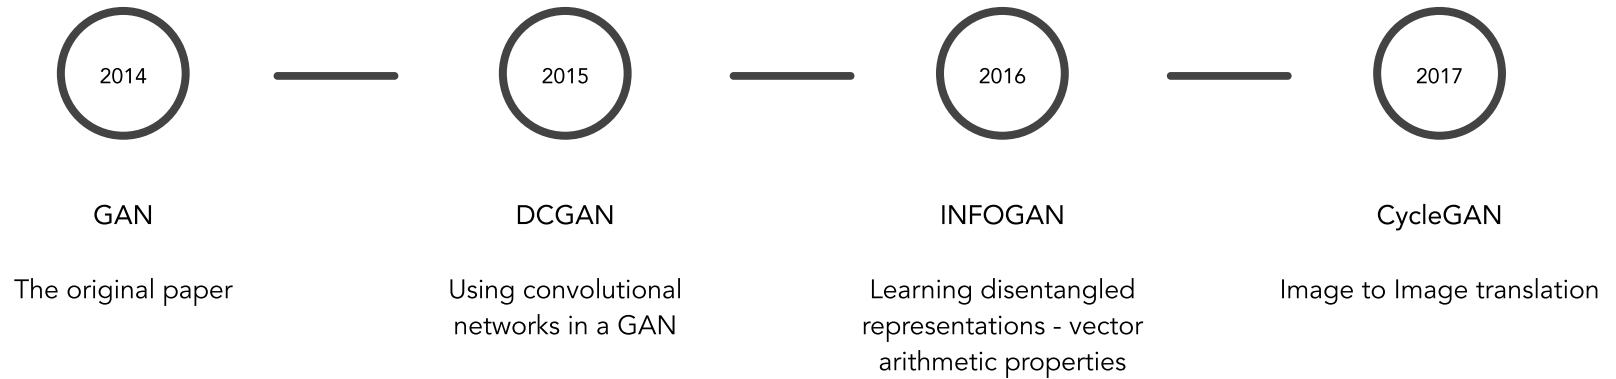 2014
2015
2016
2017
GAN
DCGAN
INFOGAN
CycleGAN
The original paper
Using convolutional
networks in a GAN
Learning disentangled
representations - vector
arithmetic properties
Image to Image translation